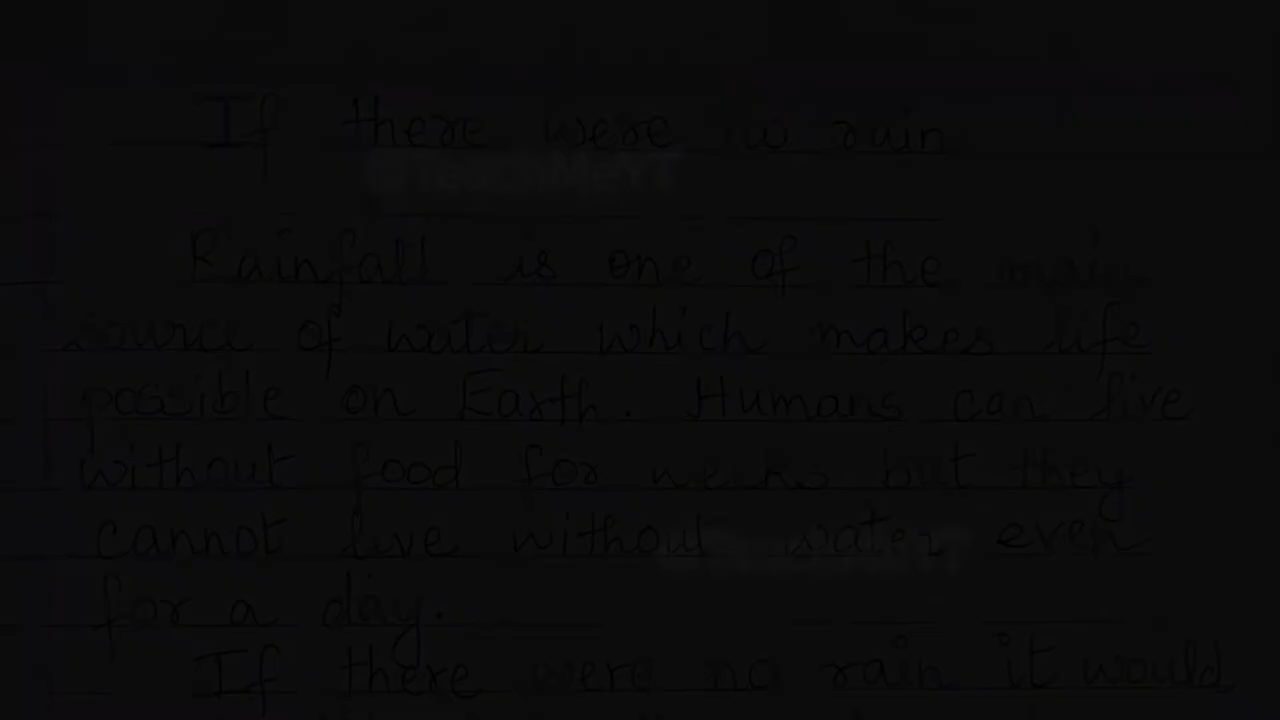 If there were no rain
Rainfall is one of the main
source of water which makes life
possible on Earth. Humans can live
without food for weeks but they
cannot live without water even
for a day.
If there were no rain it would